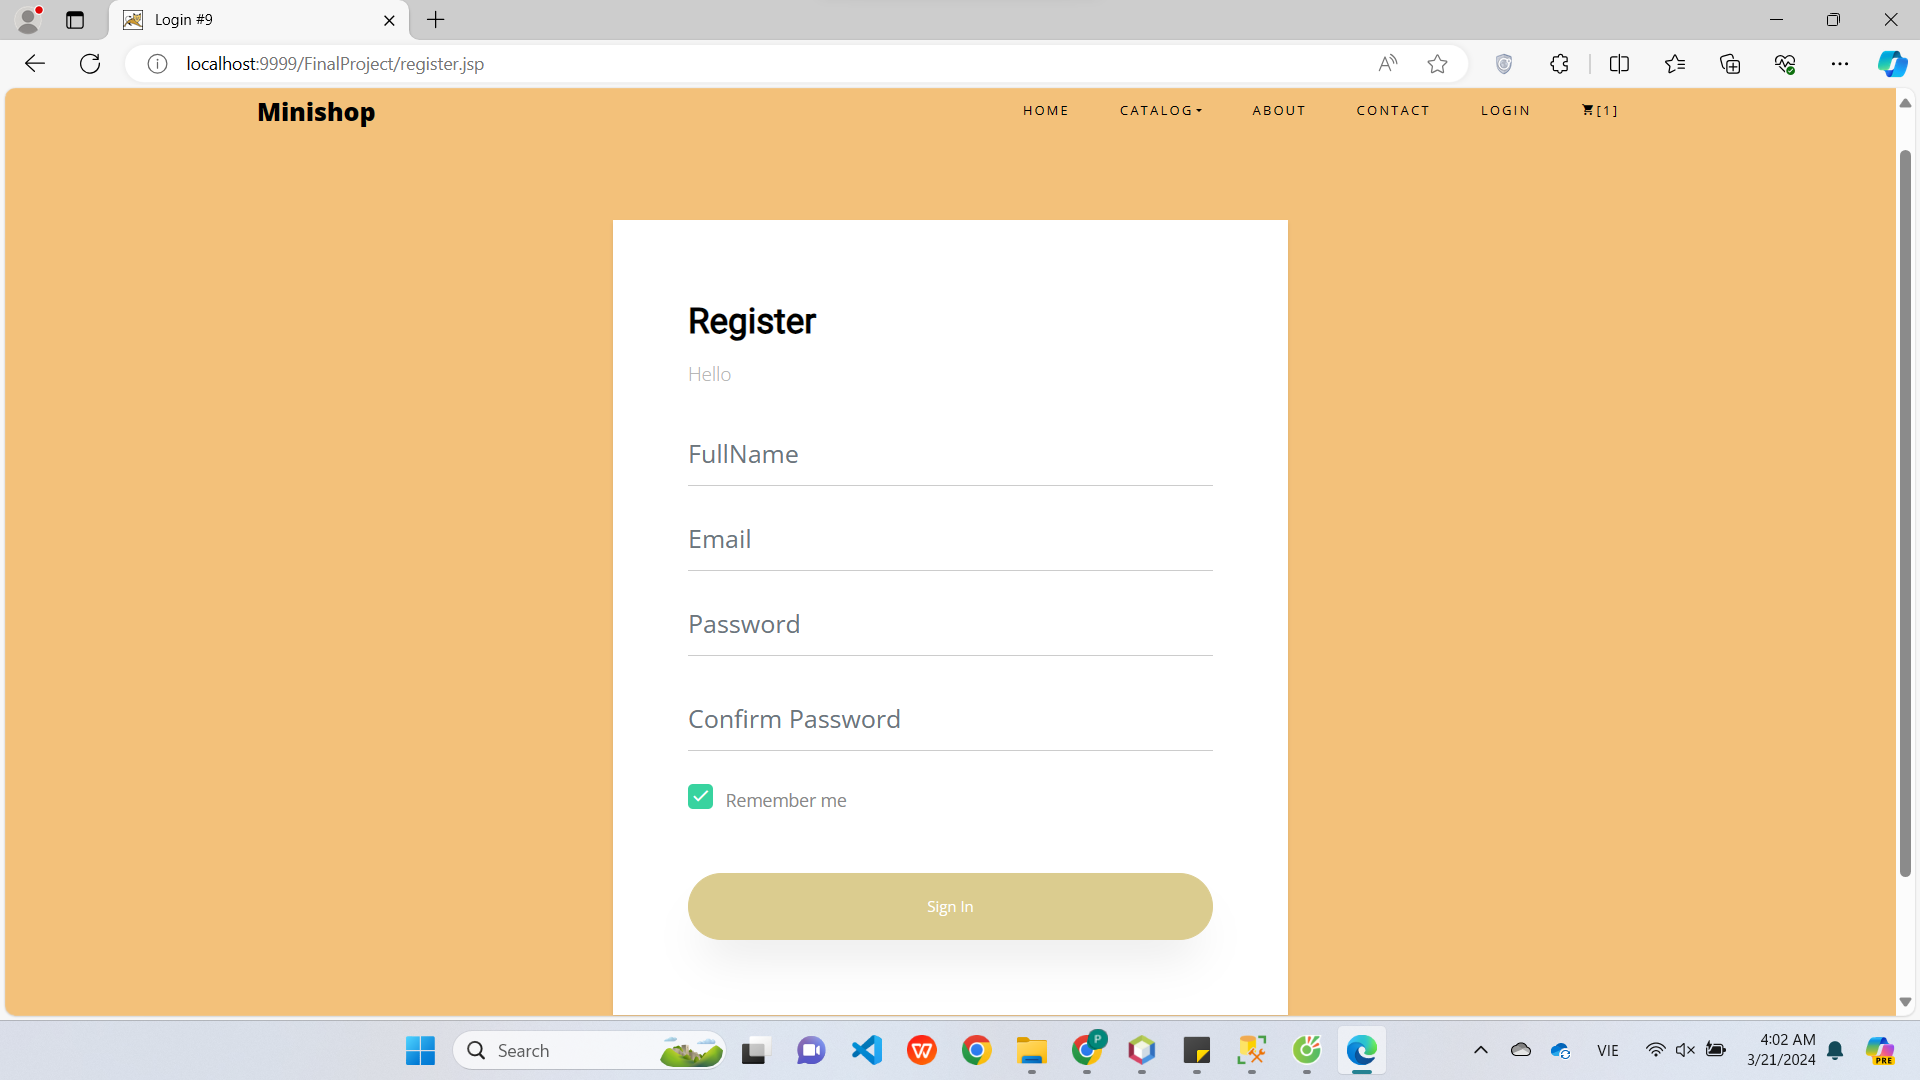 Login #9
localhost:9999/FinalProject/register.jsp
Minishop
HOME CATALOG ABOUT CONTACT LOGIN [1]
Register
Hello
FullName
Email
Password
Confirm Password
Remember me
Sign In
Search
P
VIE
4:02 AM
3/21/2024
PRE